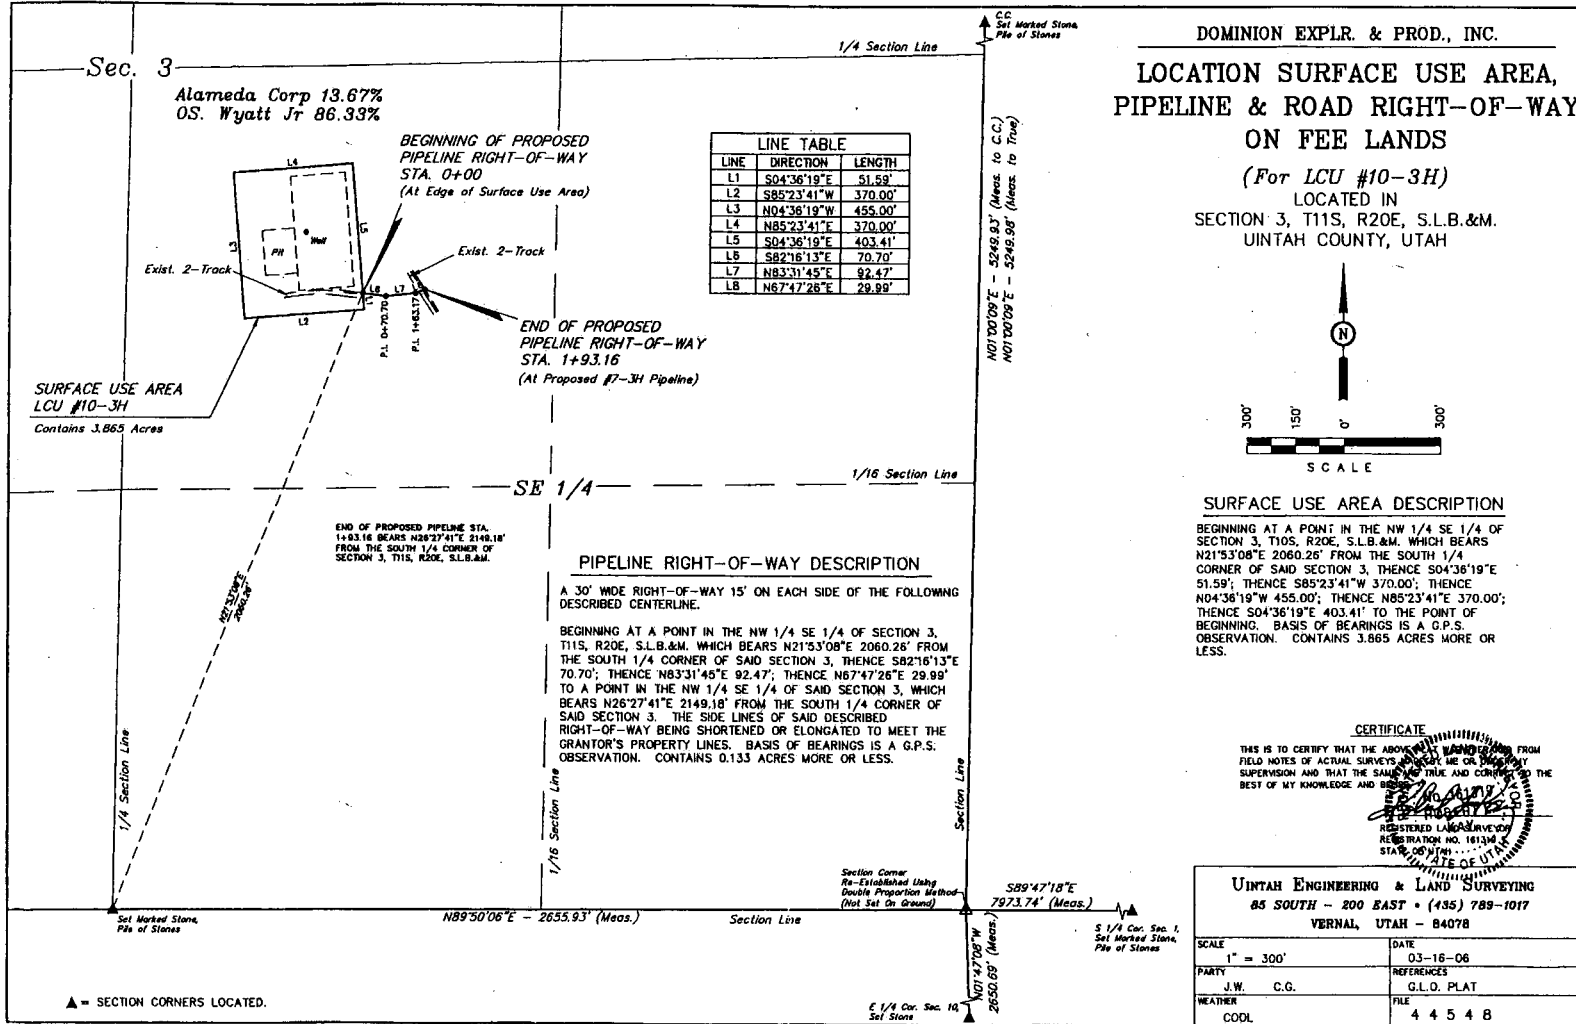 C.C.
Set Marked Stone,
Pile of Stones
1/4 Section Line
Sec. 3
Alameda Corp 13.67%
OS. Wyatt Jr 86.33%
BEGINNING OF PROPOSED
PIPELINE RIGHT-OF-WAY
STA. 0+00
(At Edge of Surface Use Area)
LINE TABLE
LINE DIRECTION LENGTH
L1 S04°36'19"E 51.59'
L2 S85°23'41"W 370.00'
L3 N04°36'19"W 455.00'
L4 N85°23'41"E 370.00'
L5 S04°36'19"E 403.41'
L6 S82°16'13"E 70.70'
L7 N83°31'45"E 92.47'
L8 N67°47'26"E 29.99'
L4
L3
L5
Well
Pit
Exist. 2-Track
Exist. 2-Track
L6
L7
L1
L2
P.I. 0+70.70
P.I. 1+63.17
END OF PROPOSED
PIPELINE RIGHT-OF-WAY
STA. 1+93.16
(At Proposed #7-3H Pipeline)
SURFACE USE AREA
LCU #10-3H
Contains 3.865 Acres
N01°00'09"E - 5249.93' (Meas. to C.C.)
N01°00'09"E - 5249.98' (Meas. to True)
1/16 Section Line
SE 1/4
END OF PROPOSED PIPELINE STA.
1+93.16 BEARS N26°27'41"E 2149.18'
FROM THE SOUTH 1/4 CORNER OF
SECTION 3, T11S, R20E, S.L.B.&M.
N21°53'08"E
2060.26'
PIPELINE RIGHT-OF-WAY DESCRIPTION
A 30' WIDE RIGHT-OF-WAY 15' ON EACH SIDE OF THE FOLLOWING
DESCRIBED CENTERLINE.
BEGINNING AT A POINT IN THE NW 1/4 SE 1/4 OF SECTION 3,
T11S, R20E, S.L.B.&M. WHICH BEARS N21°53'08"E 2060.26' FROM
THE SOUTH 1/4 CORNER OF SAID SECTION 3, THENCE S82°16'13"E
70.70'; THENCE N83°31'45"E 92.47'; THENCE N67°47'26"E 29.99'
TO A POINT IN THE NW 1/4 SE 1/4 OF SAID SECTION 3, WHICH
BEARS N26°27'41"E 2149.18' FROM THE SOUTH 1/4 CORNER OF
SAID SECTION 3. THE SIDE LINES OF SAID DESCRIBED
RIGHT-OF-WAY BEING SHORTENED OR ELONGATED TO MEET THE
GRANTOR'S PROPERTY LINES. BASIS OF BEARINGS IS A G.P.S.
OBSERVATION. CONTAINS 0.133 ACRES MORE OR LESS.
1/4 Section Line
1/16 Section Line
Section Line
Section Corner
Re-Established Using
Double Proportion Method
(Not Set On Ground)
S89°47'18"E
7973.74' (Meas.)
Set Marked Stone,
Pile of Stones
N89°50'06"E - 2655.93' (Meas.)
Section Line
S 1/4 Cor. Sec. 1,
Set Marked Stone,
Pile of Stones
N01°47'08"W
2650.69' (Meas.)
▲ = SECTION CORNERS LOCATED.
E 1/4 Cor. Sec. 10,
Set Stone
DOMINION EXPLR. & PROD., INC.
LOCATION SURFACE USE AREA,
PIPELINE & ROAD RIGHT-OF-WAY
ON FEE LANDS
(For LCU #10-3H)
LOCATED IN
SECTION 3, T11S, R20E, S.L.B.&M.
UINTAH COUNTY, UTAH
N
300' 150' 0' 300'
SCALE
SURFACE USE AREA DESCRIPTION
BEGINNING AT A POINT IN THE NW 1/4 SE 1/4 OF
SECTION 3, T10S, R20E, S.L.B.&M. WHICH BEARS
N21°53'08"E 2060.26' FROM THE SOUTH 1/4
CORNER OF SAID SECTION 3, THENCE S04°36'19"E
51.59'; THENCE S85°23'41"W 370.00'; THENCE
N04°36'19"W 455.00'; THENCE N85°23'41"E 370.00';
THENCE S04°36'19"E 403.41' TO THE POINT OF
BEGINNING. BASIS OF BEARINGS IS A G.P.S.
OBSERVATION. CONTAINS 3.865 ACRES MORE OR
LESS.
CERTIFICATE
THIS IS TO CERTIFY THAT THE ABOVE FROM
FIELD NOTES OF ACTUAL SURVEYS ME OR MY
SUPERVISION AND THAT THE SAME ARE TRUE AND CORRECT TO THE
BEST OF MY KNOWLEDGE AND
REGISTERED LAND SURVEYOR
REGISTRATION NO. 161319
STATE OF UTAH
No. 161319
STATE OF UTAH
UINTAH ENGINEERING & LAND SURVEYING
85 SOUTH - 200 EAST • (435) 789-1017
VERNAL, UTAH - 84078
SCALE
1" = 300'
DATE
03-16-06
PARTY
J.W. C.G.
REFERENCES
G.L.O. PLAT
WEATHER
COOL
FILE
4 4 5 4 8